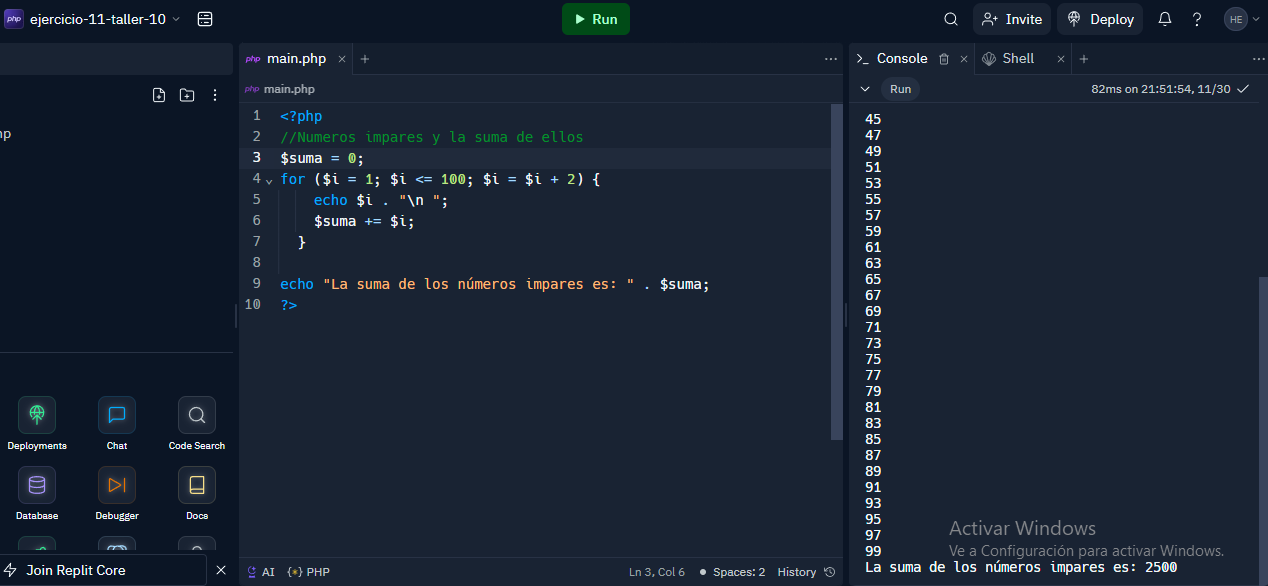 php ejercicio-11-taller-10
Run
Invite
Deploy
HE
php main.php
Console
Shell
php main.php
Run
82ms on 21:51:54, 11/30
1 <?php
2 //Numeros impares y la suma de ellos
3 $suma = 0;
4 for ($i = 1; $i <= 100; $i = $i + 2) {
5 echo $i . "\n ";
6 $suma += $i;
7 }
8
9 echo "La suma de los números impares es: " . $suma;
10 ?>
45
47
49
51
53
55
57
59
61
63
65
67
69
71
73
75
77
79
81
83
85
87
89
91
93
95
97
99
La suma de los números impares es: 2500
Activar Windows
Ve a Configuración para activar Windows.
Deployments
Chat
Code Search
Database
Debugger
Docs
Join Replit Core
AI
PHP
Ln 3, Col 6
Spaces: 2
History